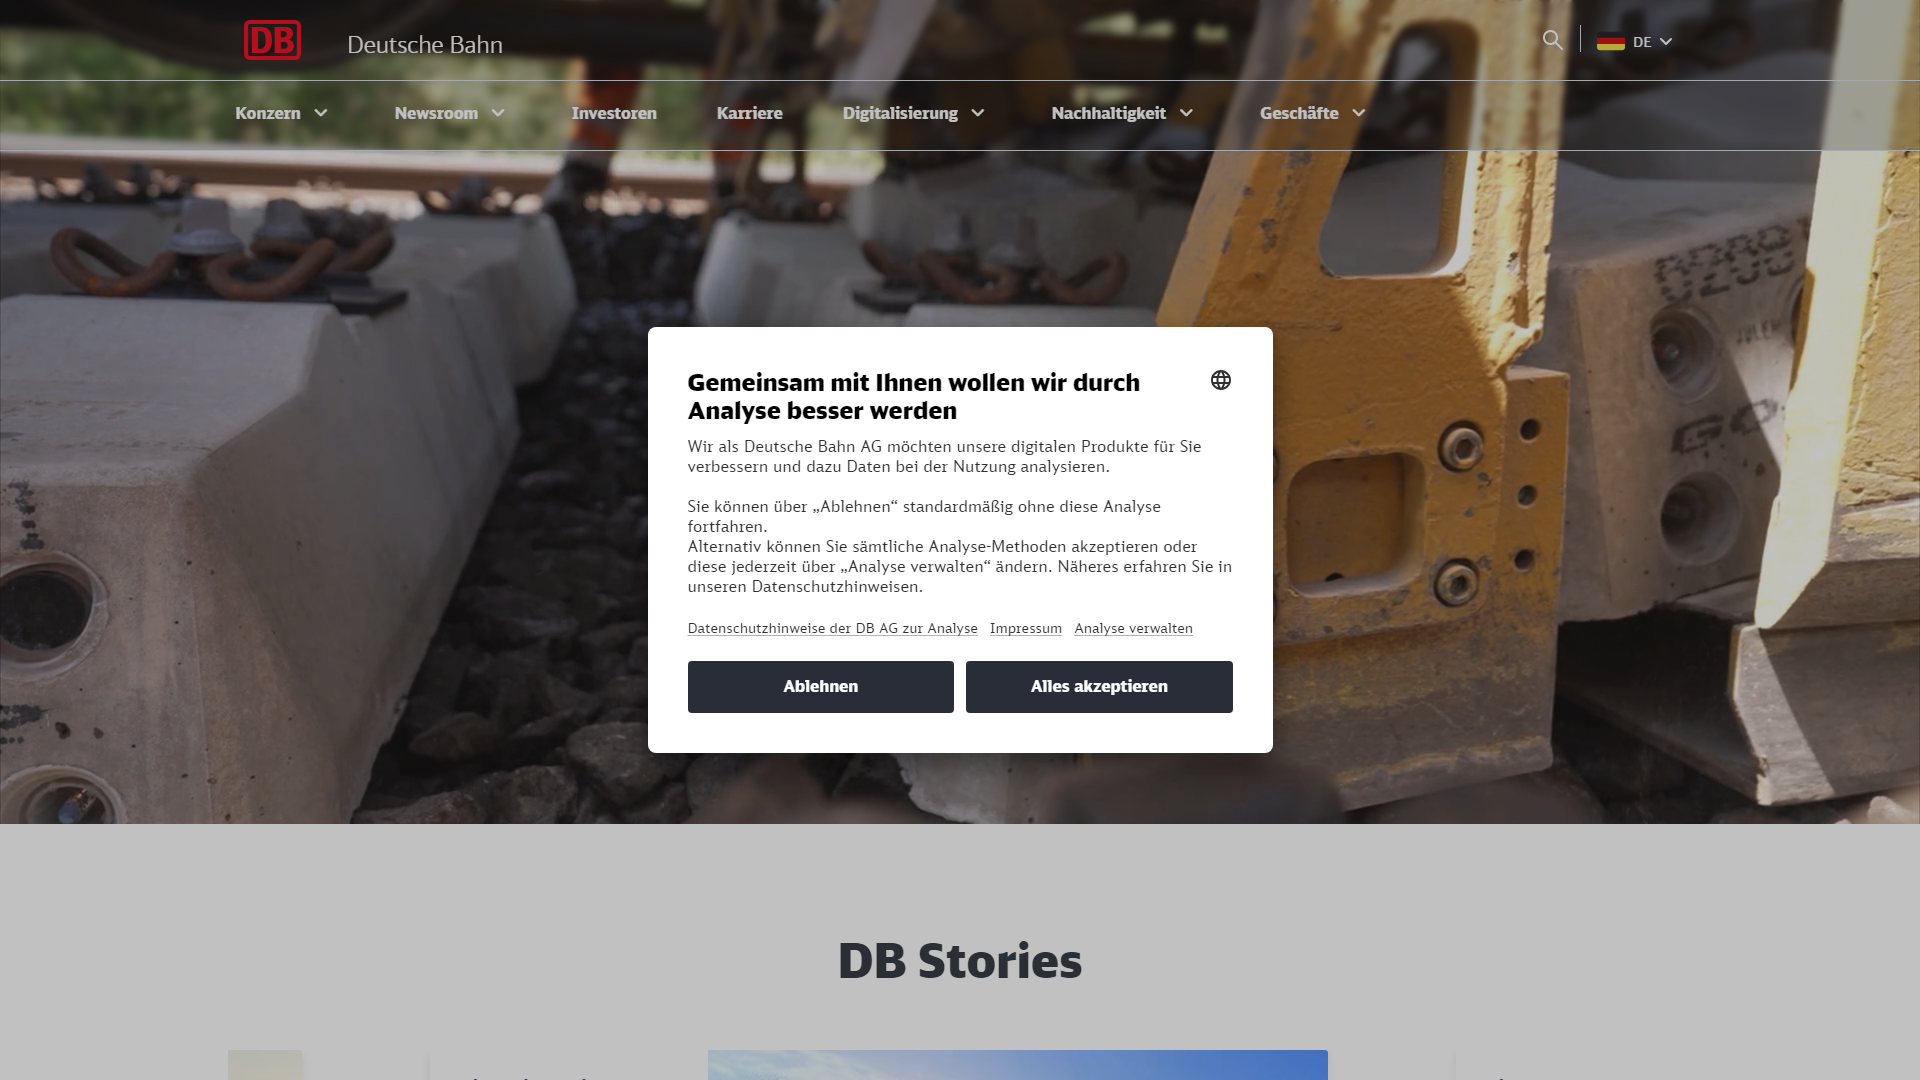 DB
Deutsche Bahn
DE
Konzern
Newsroom
Investoren
Karriere
Digitalisierung
Nachhaltigkeit
Geschäfte
Gemeinsam mit Ihnen wollen wir durch
Analyse besser werden
Wir als Deutsche Bahn AG möchten unsere digitalen Produkte für Sie
verbessern und dazu Daten bei der Nutzung analysieren.
Sie können über „Ablehnen“ standardmäßig ohne diese Analyse
fortfahren.
Alternativ können Sie sämtliche Analyse-Methoden akzeptieren oder
diese jederzeit über „Analyse verwalten“ ändern. Näheres erfahren Sie in
unseren Datenschutzhinweisen.
Datenschutzhinweise der DB AG zur Analyse Impressum Analyse verwalten
Ablehnen
Alles akzeptieren
DB Stories